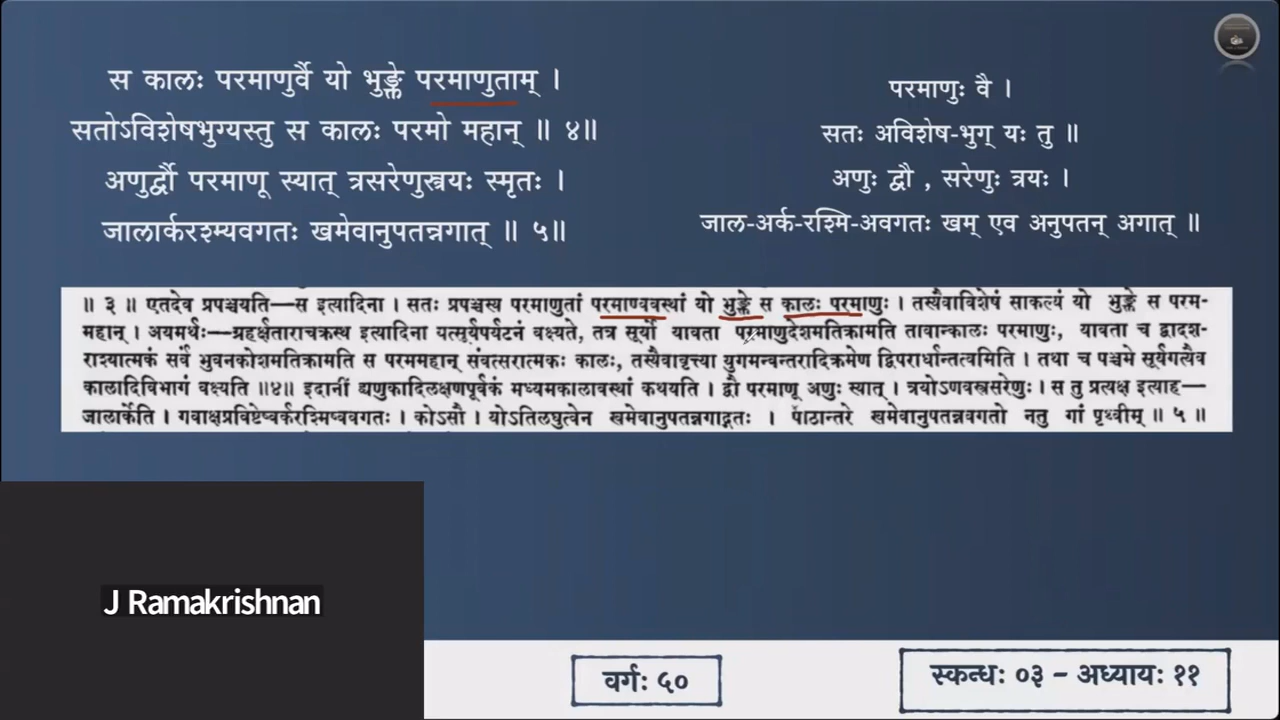 स कालः परमाणुर्वै यो भुङ्क्ते परमाणुताम् ।
सतोऽविशेषभुग्यस्तु स कालः परमो महान् ॥ ४॥
अणुर्द्वौ परमाणू स्यात् त्रसरेणुस्त्रयः स्मृतः ।
जालार्करश्म्यवगतः खमेवानुपतन्नगात् ॥ ५॥
परमाणुः वै ।
सतः अविशेष-भुग् यः तु ॥
अणुः द्वौ , सरेणुः त्रयः ।
जाल-अर्क-रश्मि-अवगतः खम् एव अनुपतन् अगात् ॥
॥ ३ ॥ एतदेव प्रपञ्चयति—स इत्यादिना । सतः प्रपञ्चस्य परमाणुतां परमाण्ववस्थां यो भुङ्क्ते स कालः परमाणुः । तस्यैवाविशेषं साकल्यं यो भुङ्क्ते स परम-
महान् । अयमर्थः—ग्रहर्क्षताराचक्रस्थ इत्यादिना यत्सूर्यपर्यटनं वक्ष्यते, तत्र सूर्यो यावता परमाणुदेशमतिक्रामति तावान्कालः परमाणुः, यावता च द्वादश-
राश्यात्मकं सर्वं भुवनकोशमतिक्रामति स परममहान् संवत्सरात्मकः कालः, तस्यैवावृत्त्या युगमन्वन्तरादिक्रमेण द्विपरार्धान्तत्वमिति । तथा च पञ्चमे सूर्यगत्यैव
कालादिविभागं वक्ष्यति ॥४॥ इदानीं द्व्यणुकादिलक्षणपूर्वकं मध्यमकालावस्थां कथयति । द्वौ परमाणू अणुः स्यात् । त्रयोऽणवस्त्रसरेणुः । स तु प्रत्यक्ष इत्याह—
जालार्केति । गवाक्षप्रविष्टेष्वर्करश्मिष्ववगतः । कोऽसौ । योऽतिलघुत्वेन खमेवानुपतन्नगाद्गतः । पाठान्तरे खमेवानुपतन्नवगतो नतु गां पृथ्वीम् ॥ ५ ॥
J Ramakrishnan
वर्गः ५०
स्कन्धः ०३ – अध्यायः ११